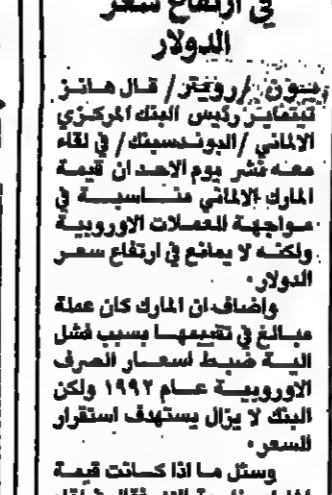 في ارتفاع سعر
الدولار
بون /رويتر/ قال هانز
تيتماير رئيس البنك المركزي
الالماني /البوندسبنك/ في لقاء
معه نشر يوم الاحد ان قيمة
المارك الالماني مناسبة في
مواجهة العملات الاوروبية
ولكنه لا يمانع في ارتفاع سعر
الدولار.
واضاف ان المارك كان عملة
مبالغ في تقييمها بسبب فشل
الية ضبط اسعار الصرف
الاوروبية عام ١٩٩٢ ولكن
البنك لا يزال يستهدف استقرار
السعر.
وسئل ما اذا كانت قيمة